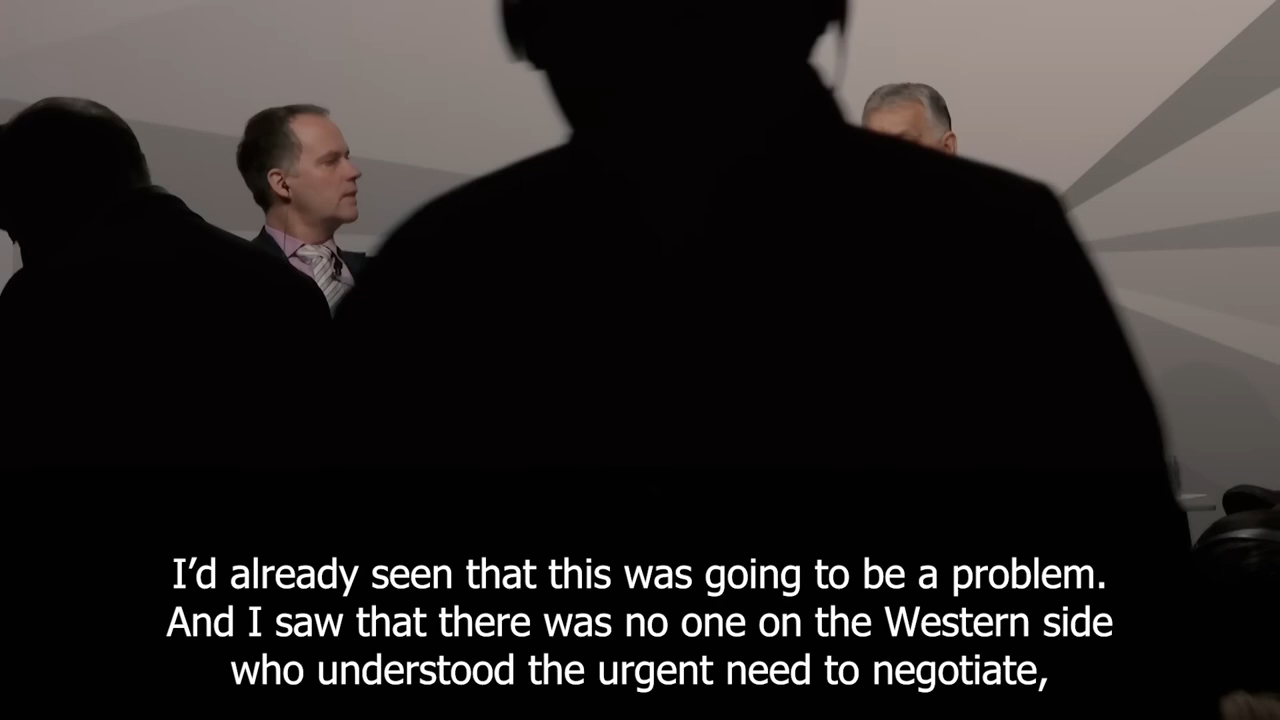 I’d already seen that this was going to be a problem.
And I saw that there was no one on the Western side
who understood the urgent need to negotiate,